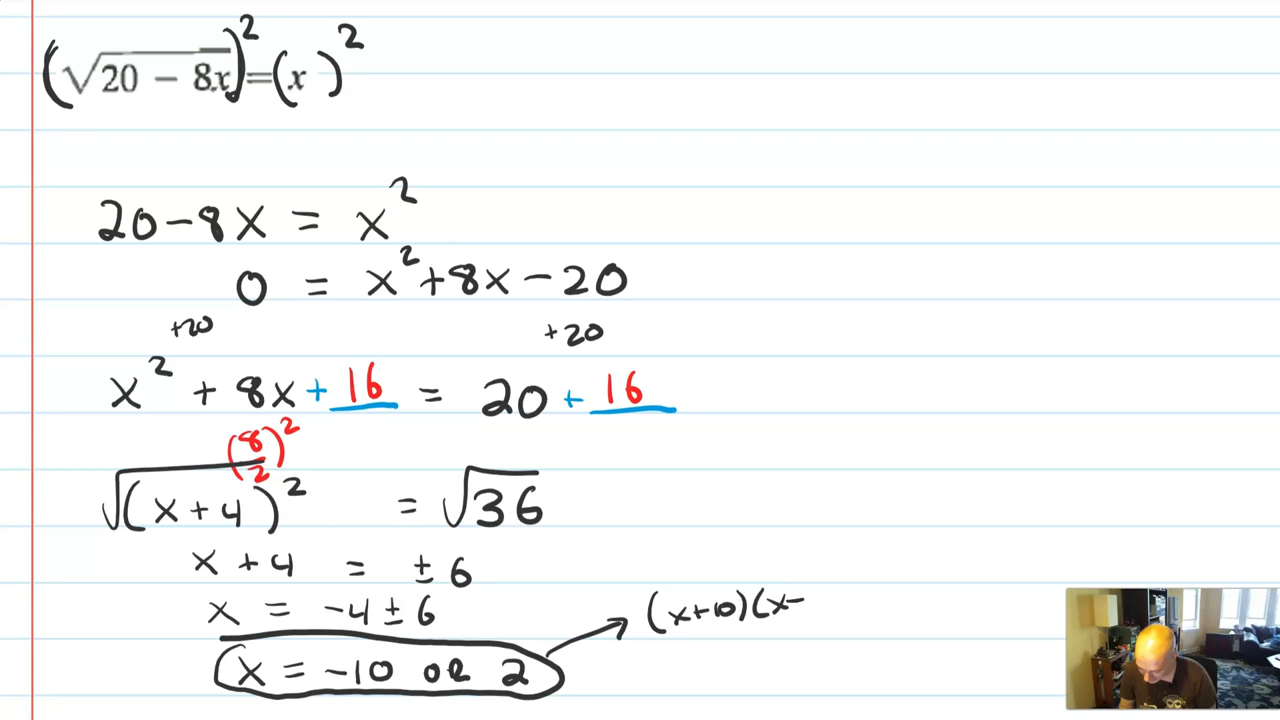 (√20 − 8x)²=(x )²
20-8x = x²
0 = x²+8x-20
+20 +20
x² + 8x + 16 = 20 + 16
(8/2)²
√(x+4)² = √36
x +4 = ± 6
x = -4 ± 6
x = -10 or 2
(x+10)(x-